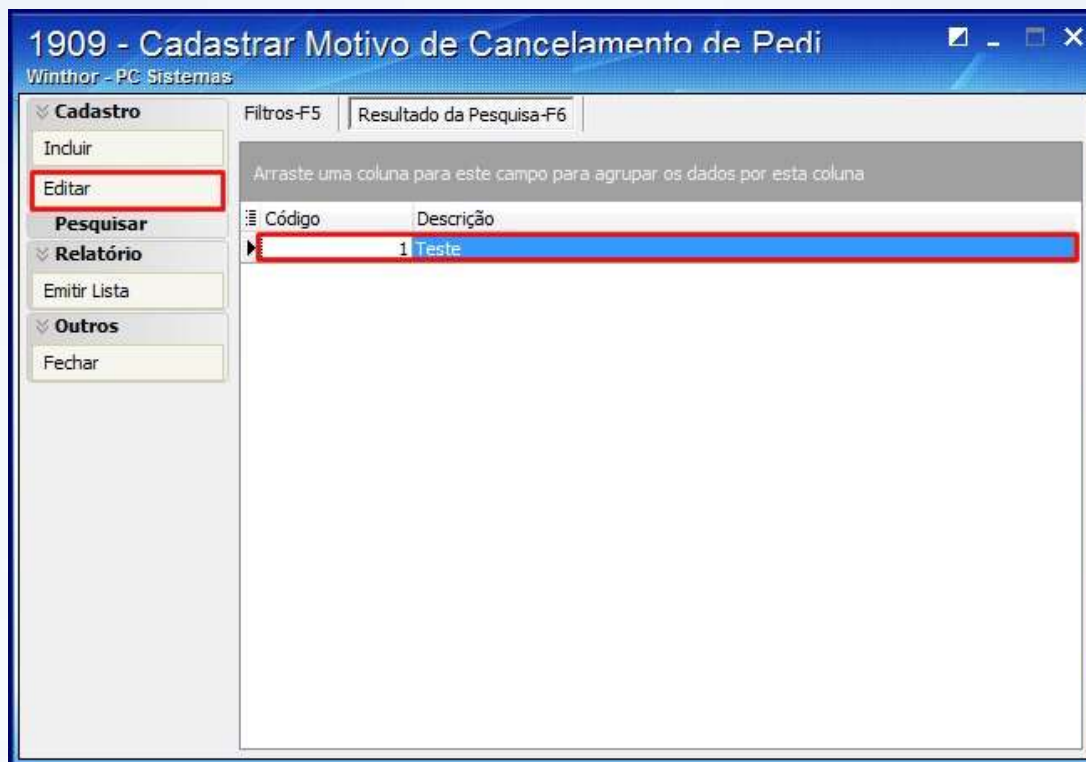 1909 - Cadastrar Motivo de Cancelamento de Pedi
Winthor - PC Sistemas
Cadastro
Incluir
Editar
Pesquisar
Relatório
Emitir Lista
Outros
Fechar
Filtros-F5 Resultado da Pesquisa-F6
Arraste uma coluna para este campo para agrupar os dados por esta coluna
Código Descrição
1 Teste